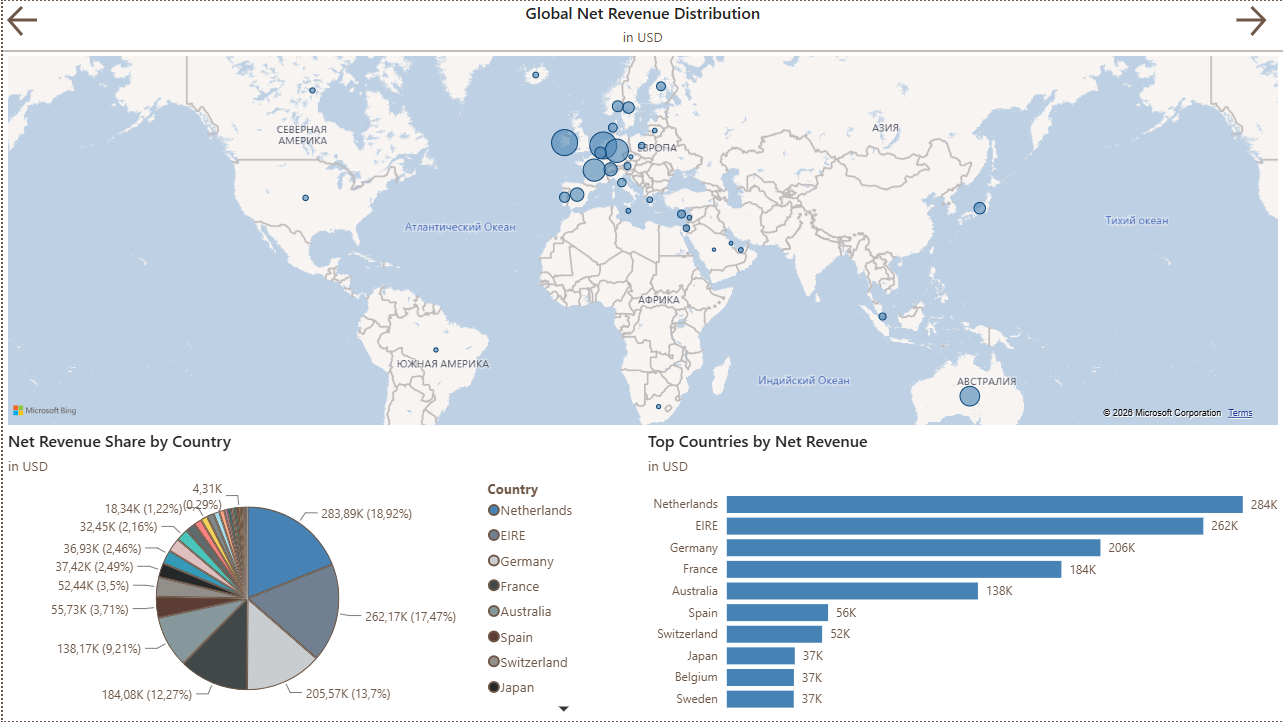 Global Net Revenue Distribution
in USD
СЕВЕРНАЯ
АМЕРИКА
АЗИЯ
ЕВРОПА
Атлантический Океан
Тихий океан
АФРИКА
ЮЖНАЯ АМЕРИКА
Индийский Океан
АВСТРАЛИЯ
Microsoft Bing
© 2026 Microsoft Corporation Terms
Net Revenue Share by Country
in USD
4,31K
(0,29%)
18,34K (1,22%)
32,45K (2,16%)
36,93K (2,46%)
37,42K (2,49%)
52,44K (3,5%)
55,73K (3,71%)
138,17K (9,21%)
184,08K (12,27%)
283,89K (18,92%)
262,17K (17,47%)
205,57K (13,7%)
Country
Netherlands
EIRE
Germany
France
Australia
Spain
Switzerland
Japan
Top Countries by Net Revenue
in USD
Netherlands 284K
EIRE 262K
Germany 206K
France 184K
Australia 138K
Spain 56K
Switzerland 52K
Japan 37K
Belgium 37K
Sweden 37K